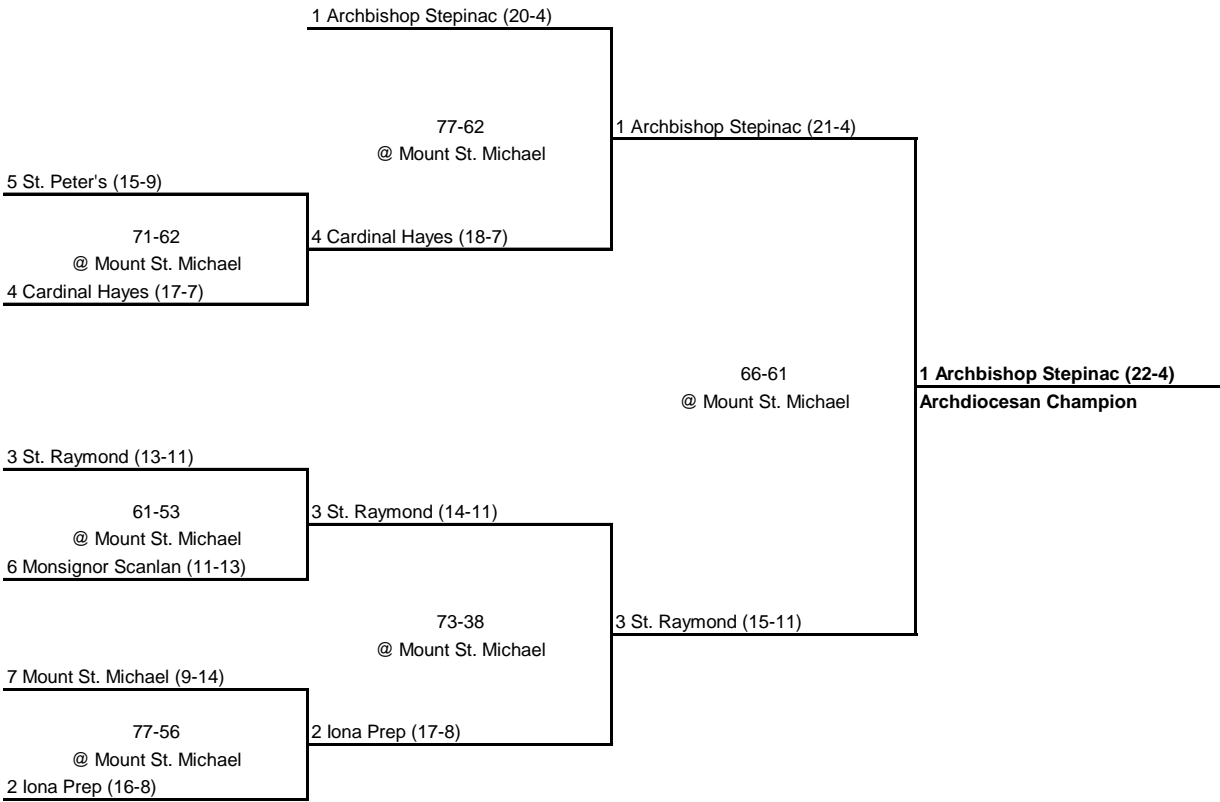 1 Archbishop Stepinac (20-4)
77-62
1 Archbishop Stepinac (21-4)
@ Mount St. Michael
5 St. Peter's (15-9)
71-62
4 Cardinal Hayes (18-7)
@ Mount St. Michael
4 Cardinal Hayes (17-7)
66-61
1 Archbishop Stepinac (22-4)
@ Mount St. Michael
Archdiocesan Champion
3 St. Raymond (13-11)
61-53
3 St. Raymond (14-11)
@ Mount St. Michael
6 Monsignor Scanlan (11-13)
73-38
3 St. Raymond (15-11)
@ Mount St. Michael
7 Mount St. Michael (9-14)
77-56
2 Iona Prep (17-8)
@ Mount St. Michael
2 Iona Prep (16-8)